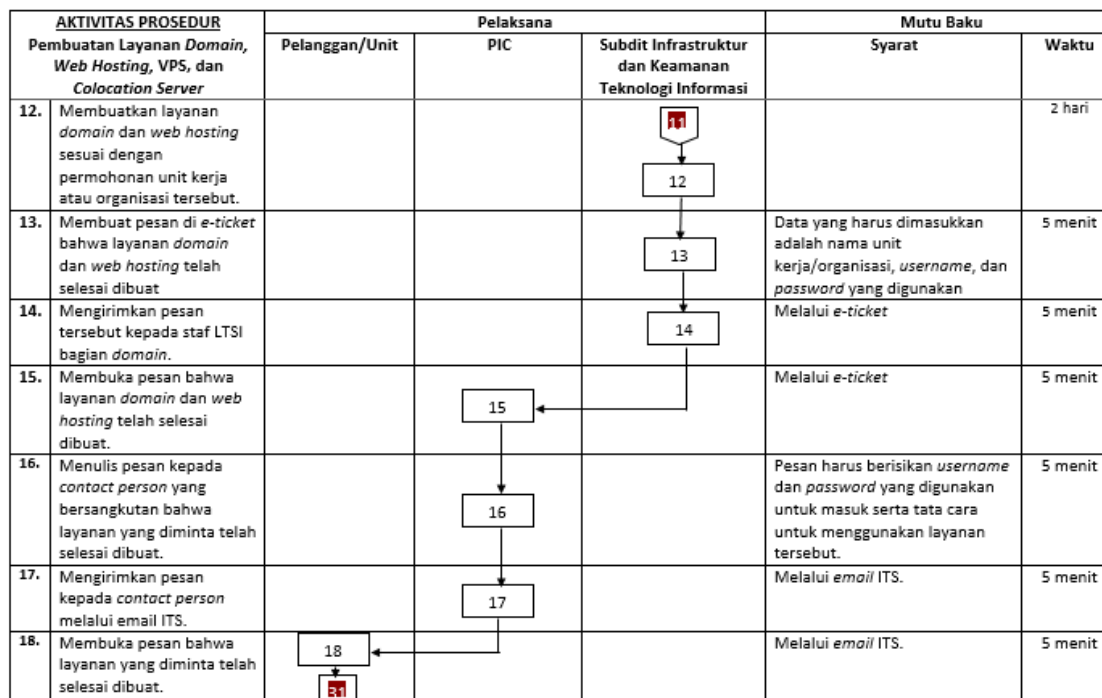 AKTIVITAS PROSEDUR
Pembuatan Layanan Domain,
Web Hosting, VPS, dan
Colocation Server
Pelaksana
Mutu Baku
Pelanggan/Unit
PIC
Subdit Infrastruktur
dan Keamanan
Teknologi Informasi
Syarat
Waktu
12.
Membuatkan layanan
domain dan web hosting
sesuai dengan
permohonan unit kerja
atau organisasi tersebut.
11
12
2 hari
13.
Membuat pesan di e-ticket
bahwa layanan domain
dan web hosting telah
selesai dibuat
13
Data yang harus dimasukkan
adalah nama unit
kerja/organisasi, username, dan
password yang digunakan
5 menit
14.
Mengirimkan pesan
tersebut kepada staf LTSI
bagian domain.
14
Melalui e-ticket
5 menit
15.
Membuka pesan bahwa
layanan domain dan web
hosting telah selesai
dibuat.
15
Melalui e-ticket
5 menit
16.
Menulis pesan kepada
contact person yang
bersangkutan bahwa
layanan yang diminta telah
selesai dibuat.
16
Pesan harus berisikan username
dan password yang digunakan
untuk masuk serta tata cara
untuk menggunakan layanan
tersebut.
5 menit
17.
Mengirimkan pesan
kepada contact person
melalui email ITS.
17
Melalui email ITS.
5 menit
18.
Membuka pesan bahwa
layanan yang diminta telah
selesai dibuat.
18
31
Melalui email ITS.
5 menit